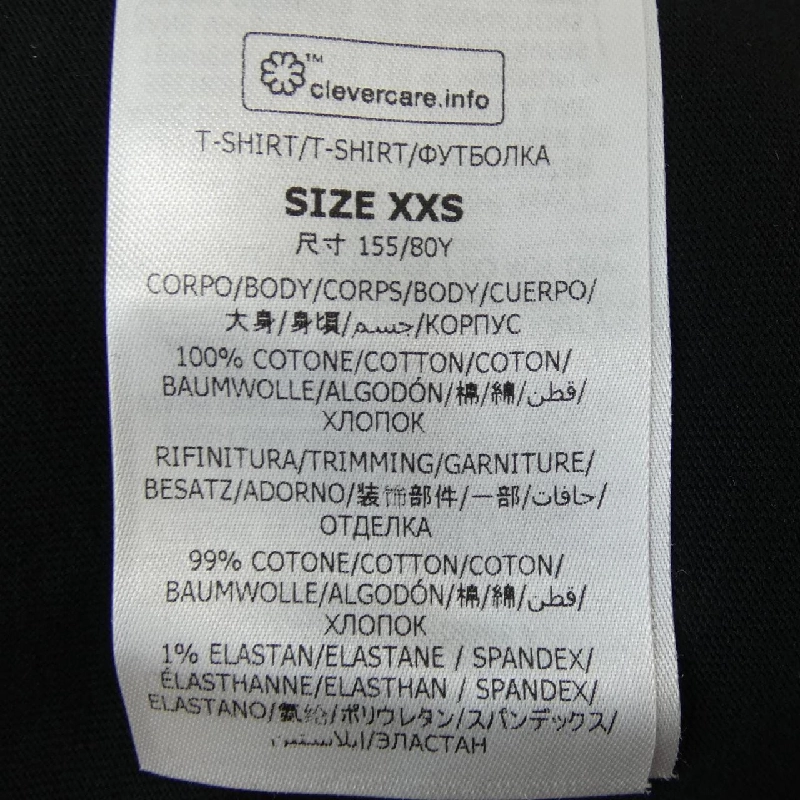 ™
clevercare.info
T-SHIRT/T-SHIRT/ФУТБОЛКА
SIZE XXS
尺寸 155/80Y
CORPO/BODY/CORPS/BODY/CUERPO/
大身/身頃/جسم/КОРПУС
100% COTONE/COTTON/COTON/
BAUMWOLLE/ALGODÓN/棉/綿/قطن/
ХЛОПОК
RIFINITURA/TRIMMING/GARNITURE/
BESATZ/ADORNO/装饰部件/一部/حافات/
ОТДЕЛКА
99% COTONE/COTTON/COTON/
BAUMWOLLE/ALGODÓN/棉/綿/قطن/
ХЛОПОК
1% ELASTAN/ELASTANE / SPANDEX/
ÉLASTHANNE/ELASTHAN / SPANDEX/
ELASTANO/氨纶/ポリウレタン/スパンデックス/
ايلاستين/ЭЛАСТАН